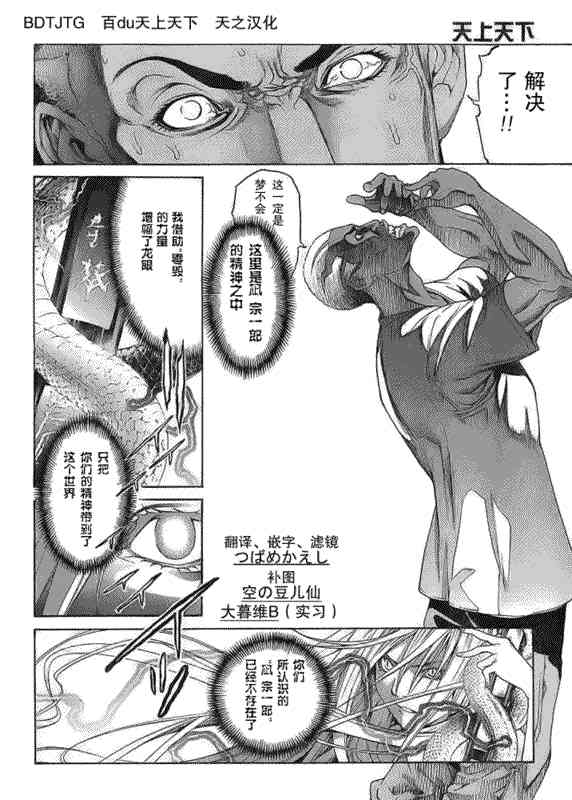 BDTJTG 百du天上天下 天之汉化
天上天下
解决
了…!!
这一定是
梦不会
这里是“凪 宗一郎”
的精神之中
我借助“零毁”
的力量
增幅了龙眼
只把
你们的精神带到了
这个世界
翻译、嵌字、滤镜
つばめかえし
补图
空の豆儿仙
大暮维B(实习)
你们
所认识的
“凪 宗一郎”
已经不存在了